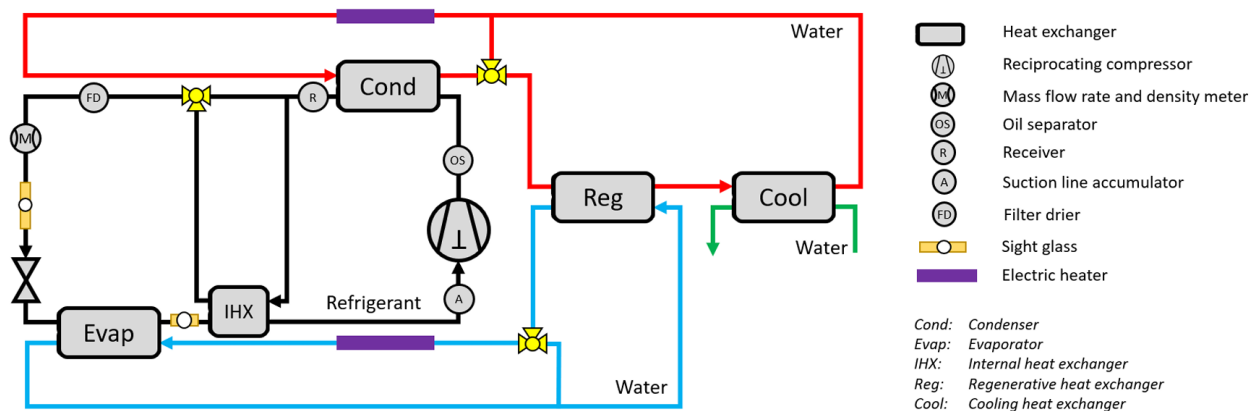 Water
Cond
R
FD
M
OS
Reg
Cool
Water
IHX
Refrigerant
A
Evap
Water
Heat exchanger
Reciprocating compressor
M Mass flow rate and density meter
OS Oil separator
R Receiver
A Suction line accumulator
FD Filter drier
Sight glass
Electric heater
Cond: Condenser
Evap: Evaporator
IHX: Internal heat exchanger
Reg: Regenerative heat exchanger
Cool: Cooling heat exchanger